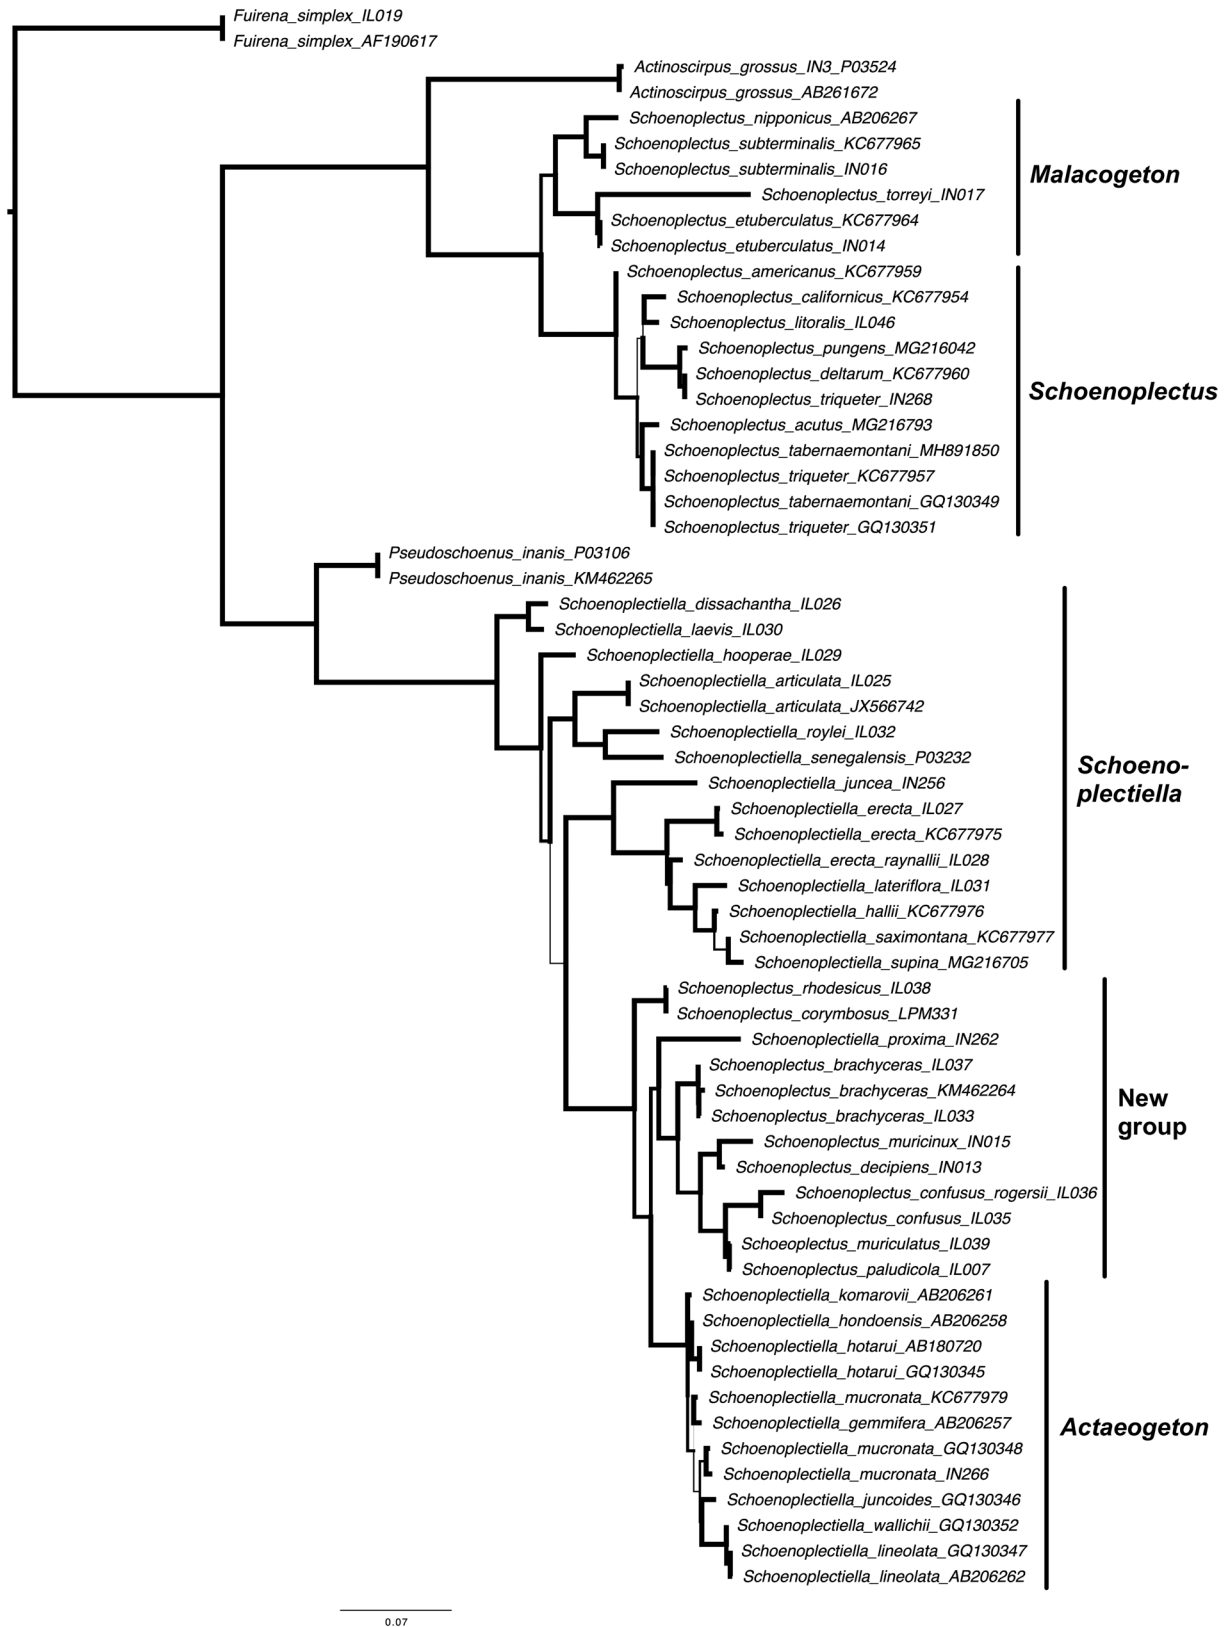 Fuirena_simplex_IL019
Fuirena_simplex_AF190617
Actinoscirpus_grossus_IN3_P03524
Actinoscirpus_grossus_AB261672
Schoenoplectus_nipponicus_AB206267
Schoenoplectus_subterminalis_KC677965
Schoenoplectus_subterminalis_IN016
Schoenoplectus_torreyi_IN017
Schoenoplectus_etuberculatus_KC677964
Schoenoplectus_etuberculatus_IN014
Malacogeton
Schoenoplectus_americanus_KC677959
Schoenoplectus_californicus_KC677954
Schoenoplectus_litoralis_IL046
Schoenoplectus_pungens_MG216042
Schoenoplectus_deltarum_KC677960
Schoenoplectus_triqueter_IN268
Schoenoplectus_acutus_MG216793
Schoenoplectus_tabernaemontani_MH891850
Schoenoplectus_triqueter_KC677957
Schoenoplectus_tabernaemontani_GQ130349
Schoenoplectus_triqueter_GQ130351
Schoenoplectus
Pseudoschoenus_inanis_P03106
Pseudoschoenus_inanis_KM462265
Schoenoplectiella_dissachantha_IL026
Schoenoplectiella_laevis_IL030
Schoenoplectiella_hooperae_IL029
Schoenoplectiella_articulata_IL025
Schoenoplectiella_articulata_JX566742
Schoenoplectiella_roylei_IL032
Schoenoplectiella_senegalensis_P03232
Schoenoplectiella_juncea_IN256
Schoenoplectiella_erecta_IL027
Schoenoplectiella_erecta_KC677975
Schoenoplectiella_erecta_raynallii_IL028
Schoenoplectiella_lateriflora_IL031
Schoenoplectiella_hallii_KC677976
Schoenoplectiella_saximontana_KC677977
Schoenoplectiella_supina_MG216705
Schoeno-
plectiella
Schoenoplectus_rhodesicus_IL038
Schoenoplectus_corymbosus_LPM331
Schoenoplectiella_proxima_IN262
Schoenoplectus_brachyceras_IL037
Schoenoplectus_brachyceras_KM462264
Schoenoplectus_brachyceras_IL033
Schoenoplectus_muricinux_IN015
Schoenoplectus_decipiens_IN013
Schoenoplectus_confusus_rogersii_IL036
Schoenoplectus_confusus_IL035
Schoeoplectus_muriculatus_IL039
Schoenoplectus_paludicola_IL007
New
group
Schoenoplectiella_komarovii_AB206261
Schoenoplectiella_hondoensis_AB206258
Schoenoplectiella_hotarui_AB180720
Schoenoplectiella_hotarui_GQ130345
Schoenoplectiella_mucronata_KC677979
Schoenoplectiella_gemmifera_AB206257
Schoenoplectiella_mucronata_GQ130348
Schoenoplectiella_mucronata_IN266
Schoenoplectiella_juncoides_GQ130346
Schoenoplectiella_wallichii_GQ130352
Schoenoplectiella_lineolata_GQ130347
Schoenoplectiella_lineolata_AB206262
Actaeogeton
0.07